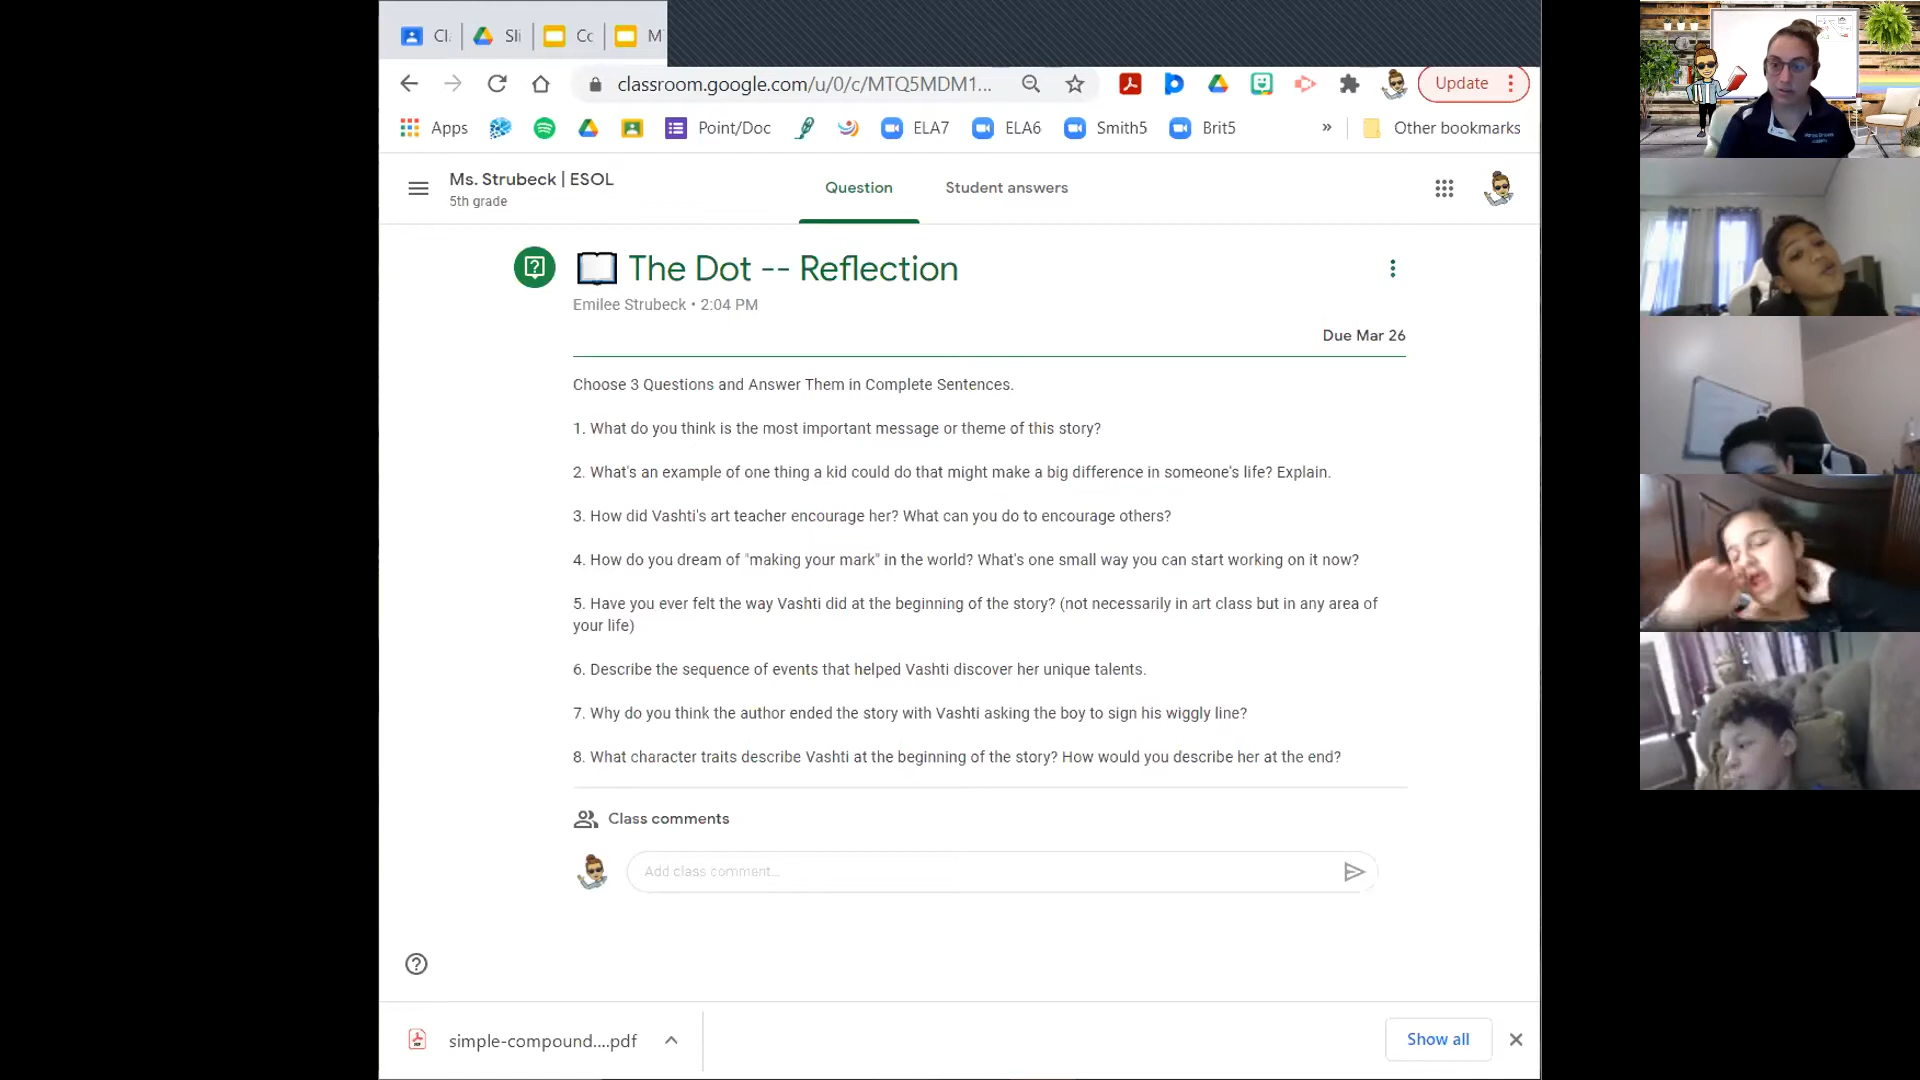 Cl
Sli
Cc
M
classroom.google.com/u/0/c/MTQ5MDM1...
Update
Apps
Point/Doc
ELA7
ELA6
Smith5
Brit5
»
Other bookmarks
Ms. Strubeck | ESOL
5th grade
Question
Student answers
The Dot -- Reflection
Emilee Strubeck • 2:04 PM
Due Mar 26
Choose 3 Questions and Answer Them in Complete Sentences.
1. What do you think is the most important message or theme of this story?
2. What's an example of one thing a kid could do that might make a big difference in someone's life? Explain.
3. How did Vashti's art teacher encourage her? What can you do to encourage others?
4. How do you dream of "making your mark" in the world? What's one small way you can start working on it now?
5. Have you ever felt the way Vashti did at the beginning of the story? (not necessarily in art class but in any area of
your life)
6. Describe the sequence of events that helped Vashti discover her unique talents.
7. Why do you think the author ended the story with Vashti asking the boy to sign his wiggly line?
8. What character traits describe Vashti at the beginning of the story? How would you describe her at the end?
Class comments
Add class comment...
simple-compound....pdf
Show all